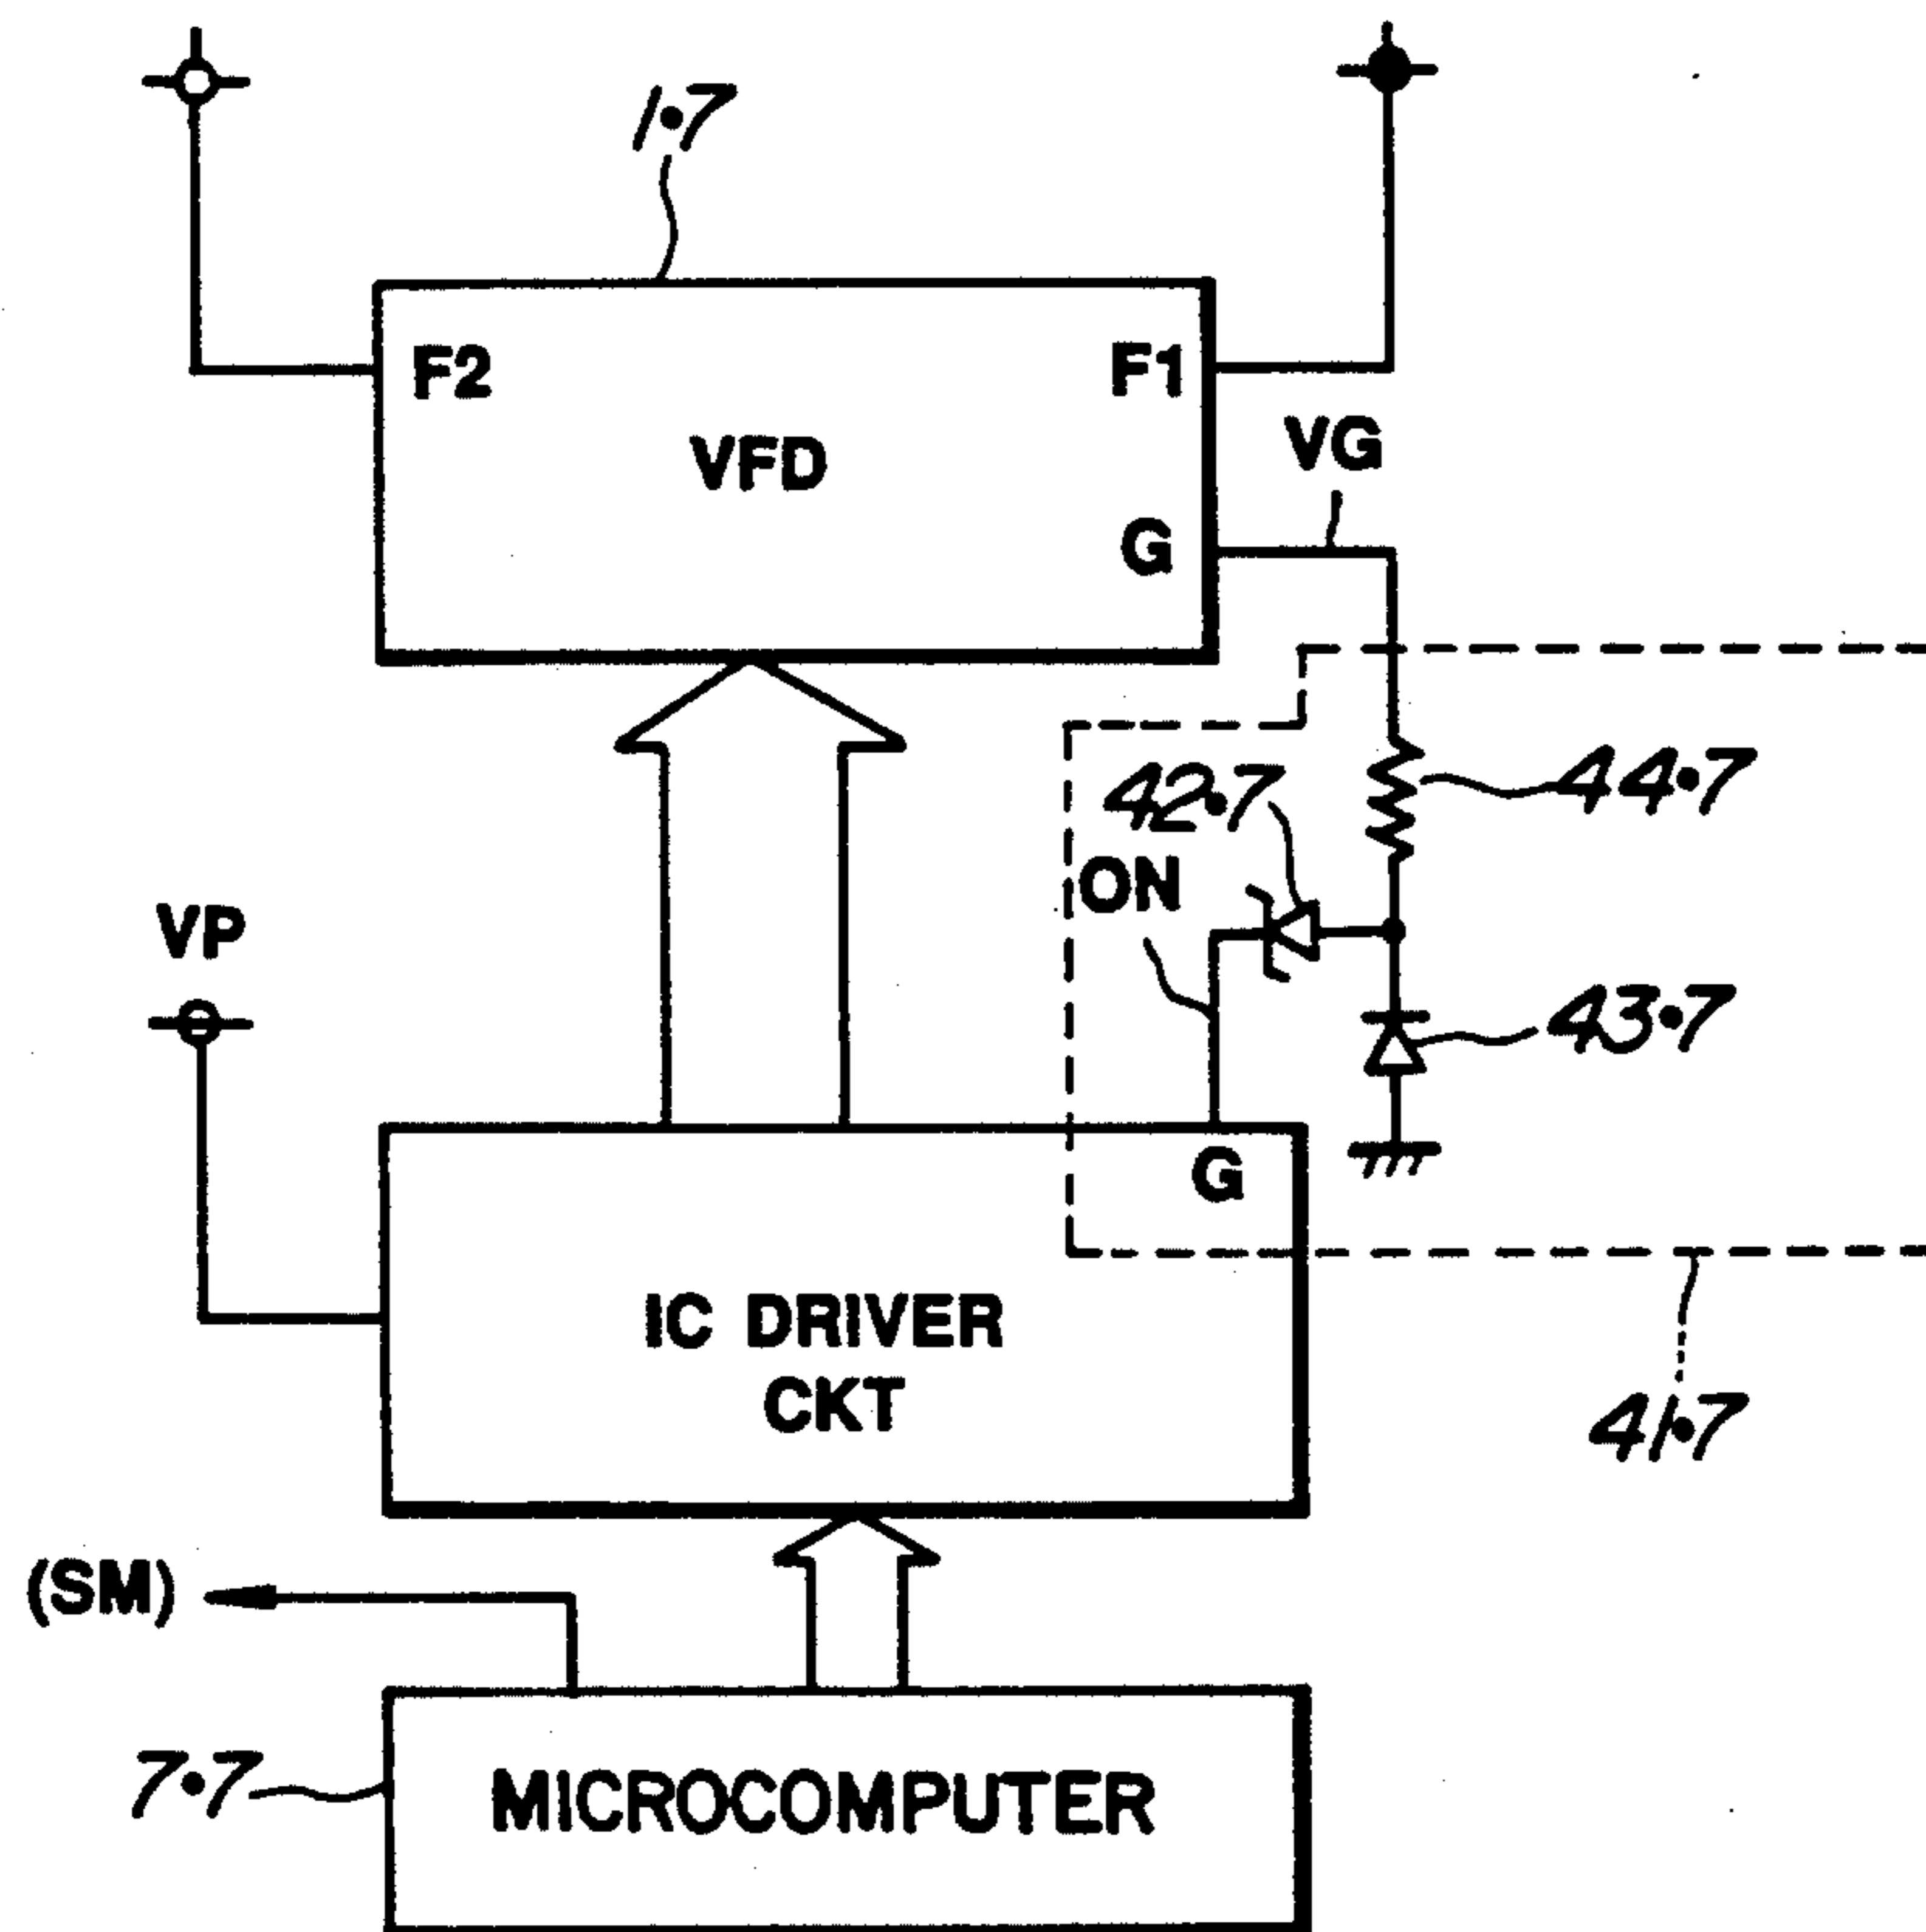 1•7
F2
F1
VFD
VG
G
44•7
42•7
ON
VP
43•7
G
IC DRIVER
CKT
41•7
(SM)
7•7
MICROCOMPUTER